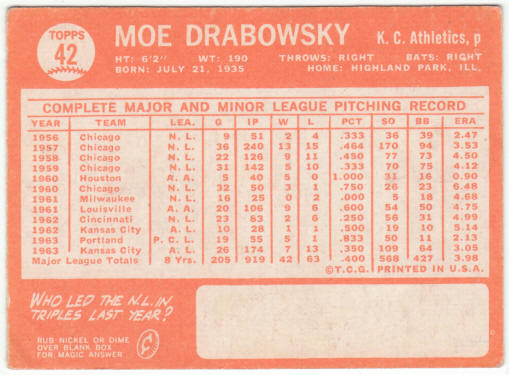 TOPPS
42
MOE DRABOWSKY K. C. Athletics, p
HT: 6'2" WT: 190 THROWS: RIGHT BATS: RIGHT
BORN: JULY 21, 1935 HOME: HIGHLAND PARK, ILL.
COMPLETE MAJOR AND MINOR LEAGUE PITCHING RECORD
YEAR TEAM LEA. G IP W L PCT SO BB ERA
1956 Chicago N. L. 9 51 2 4 .333 36 39 2.47
1957 Chicago N. L. 36 240 13 15 .464 170 94 3.53
1958 Chicago N. L. 22 126 9 11 .450 77 73 4.50
1959 Chicago N. L. 31 142 5 10 .333 70 75 4.12
1960 Houston A. A. 5 40 5 0 1.000 31 16 0.90
1960 Chicago N. L. 32 50 3 1 .750 26 23 6.48
1961 Milwaukee N. L. 16 25 0 2 .000 5 18 4.68
1961 Louisville A. A. 20 106 9 6 .600 54 50 4.75
1962 Cincinnati N. L. 23 83 2 6 .250 56 31 4.99
1962 Kansas City A. L. 10 28 1 1 .500 19 10 5.14
1963 Portland P. C. L. 19 55 5 1 .833 50 11 2.13
1963 Kansas City A. L. 26 174 7 13 .350 109 64 3.05
Major League Totals 8 Yrs. 205 919 42 63 .400 568 427 3.98
©T.C.G. PRINTED IN U.S.A.
WHO LED THE N.L. IN
TRIPLES LAST YEAR?
RUB NICKEL OR DIME
OVER BLANK BOX
FOR MAGIC ANSWER